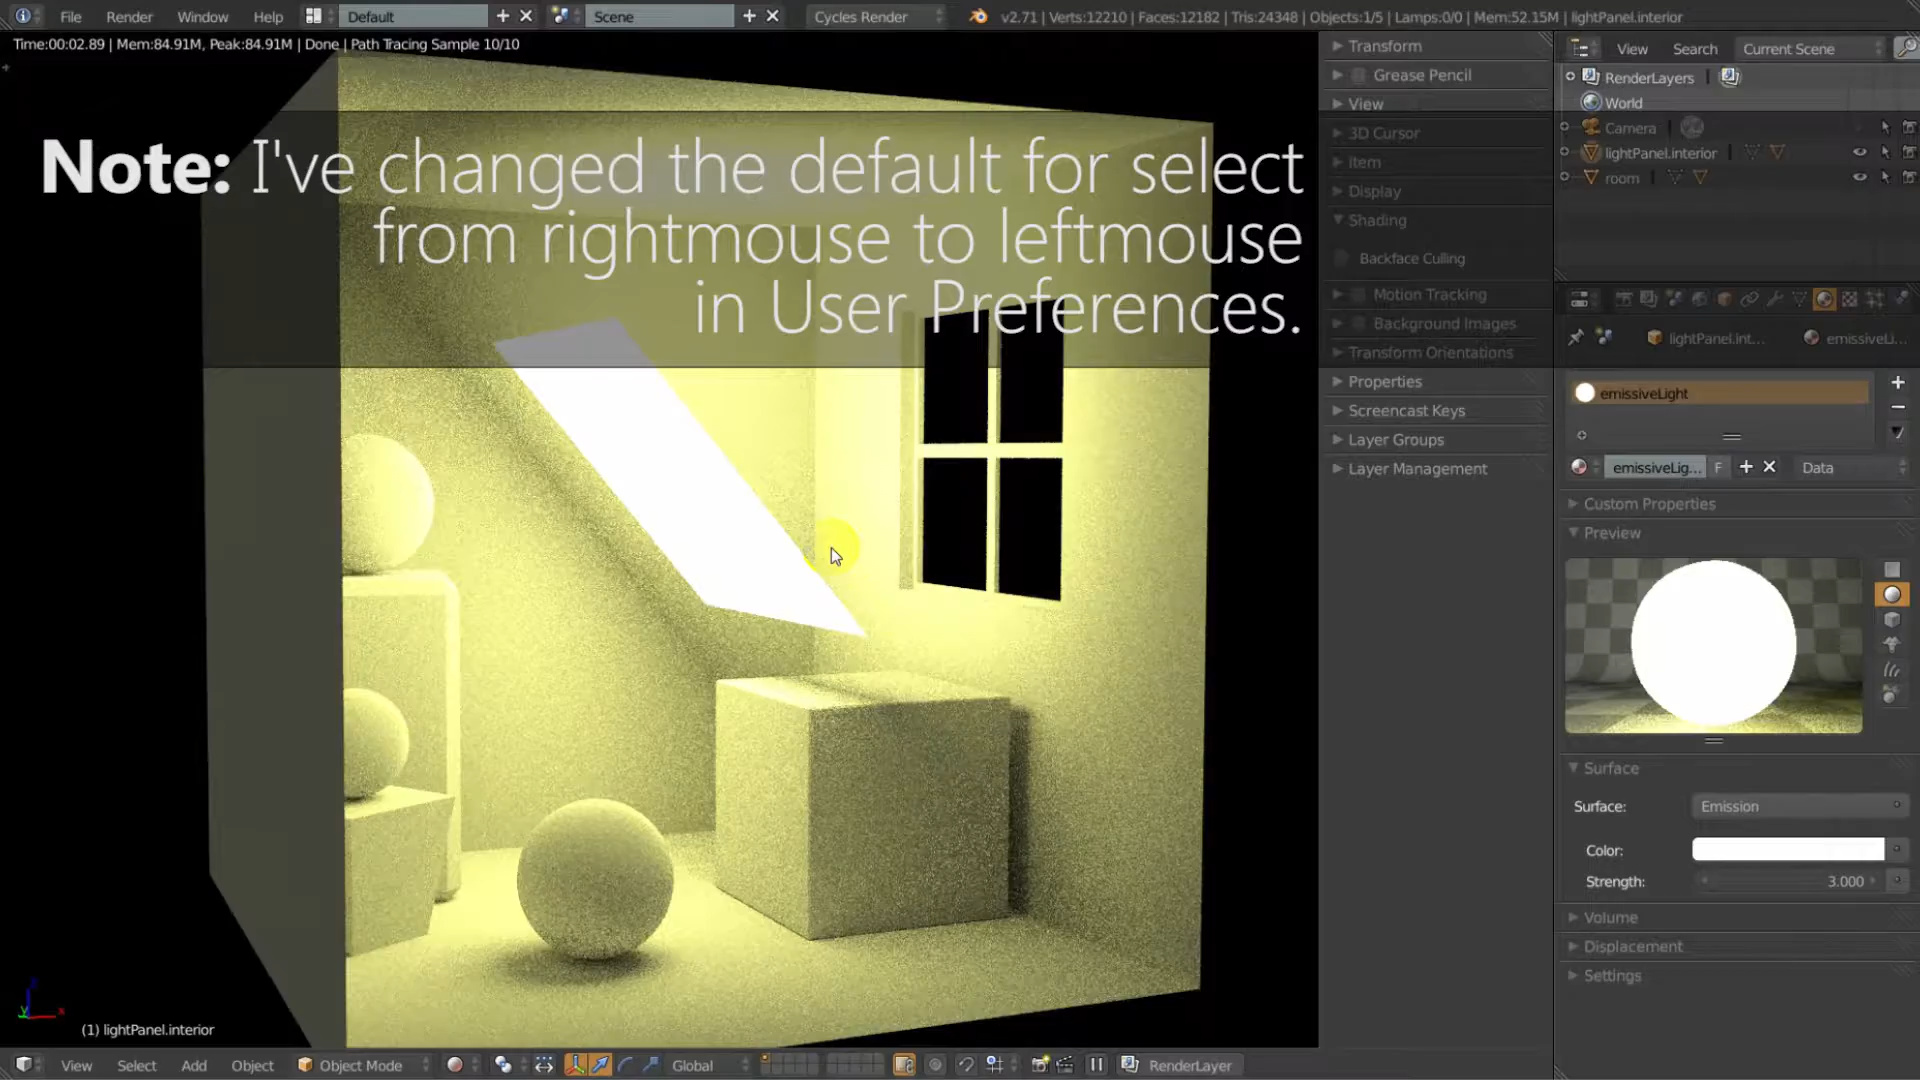 File Render Window Help Default Scene Cycles Render v2.71 | Verts:12210 | Faces:12182 | Tris:24348 | Objects:1/5 | Lamps:0/0 | Mem:52.15M | lightPanel.interior
Time:00:02.89 | Mem:84.91M, Peak:84.91M | Done | Path Tracing Sample 10/10
Note: I've changed the default for select
from rightmouse to leftmouse
in User Preferences.
(1) lightPanel.interior
View Select Add Object Object Mode Global RenderLayer
Transform
Grease Pencil
View
3D Cursor
Item
Display
Shading
Backface Culling
Motion Tracking
Background Images
Transform Orientations
Properties
Screencast Keys
Layer Groups
Layer Management
View Search Current Scene
RenderLayers
World
Camera
lightPanel.interior
room
lightPanel.int... emissiveLi...
emissiveLight
emissiveLig... F Data
Custom Properties
Preview
Surface
Surface: Emission
Color:
Strength: 3.000
Volume
Displacement
Settings